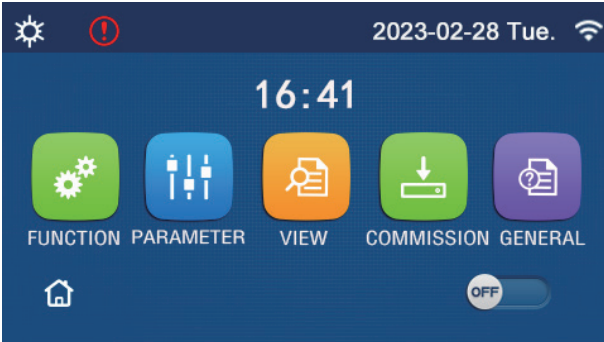 2023-02-28 Tue.
16:41
FUNCTION PARAMETER VIEW COMMISSION GENERAL
OFF